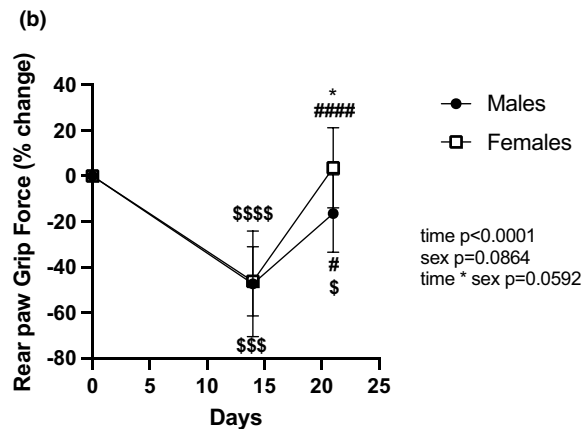 (b)
Rear paw Grip Force (% change)
40
20
0
-20
-40
-60
-80
*
####
$$$$
#
$
$$$
0 5 10 15 20 25
Days
Males
Females
time p<0.0001
sex p=0.0864
time * sex p=0.0592